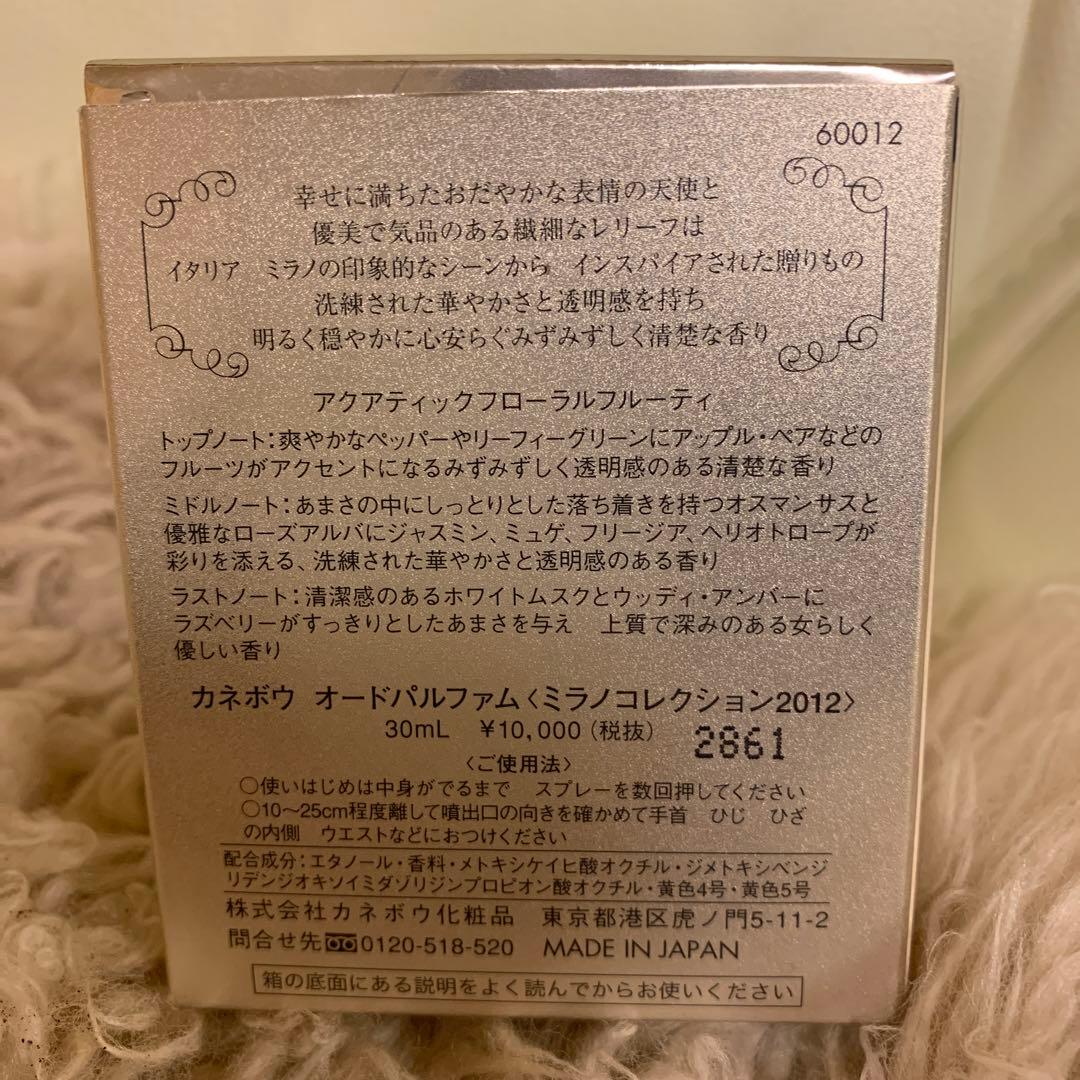 60012
幸せに満ちたおだやかな表情の天使と
優美で気品のある繊細なレリーフは
イタリア　ミラノの印象的なシーンから　インスパイアされた贈りもの
洗練された華やかさと透明感を持ち
明るく穏やかに心安らぐみずみずしく清楚な香り
アクアティックフローラルフルーティ
トップノート:爽やかなペッパーやリーフィーグリーンにアップル・ペアなどの
フルーツがアクセントになるみずみずしく透明感のある清楚な香り
ミドルノート:あまさの中にしっとりとした落ち着きを持つオスマンサスと
優雅なローズアルバにジャスミン、ミュゲ、フリージア、ヘリオトロープが
彩りを添える、洗練された華やかさと透明感のある香り
ラストノート:清潔感のあるホワイトムスクとウッディ・アンバーに
ラズベリーがすっきりとしたあまさを与え　上質で深みのある女らしく
優しい香り
カネボウ　オードパルファム〈ミラノコレクション2012〉
30mL　¥10,000（税抜）　2861
〈ご使用法〉
○使いはじめは中身がでるまで　スプレーを数回押してください
○10～25cm程度離して噴出口の向きを確かめて手首　ひじ　ひざ
の内側　ウエストなどにおつけください
配合成分:エタノール・香料・メトキシケイヒ酸オクチル・ジメトキシベンジ
リデンジオキソイミダゾリジンプロピオン酸オクチル・黄色4号・黄色5号
株式会社カネボウ化粧品　東京都港区虎ノ門5-11-2
問合せ先 0120-518-520　MADE IN JAPAN
箱の底面にある説明をよく読んでからお使いください